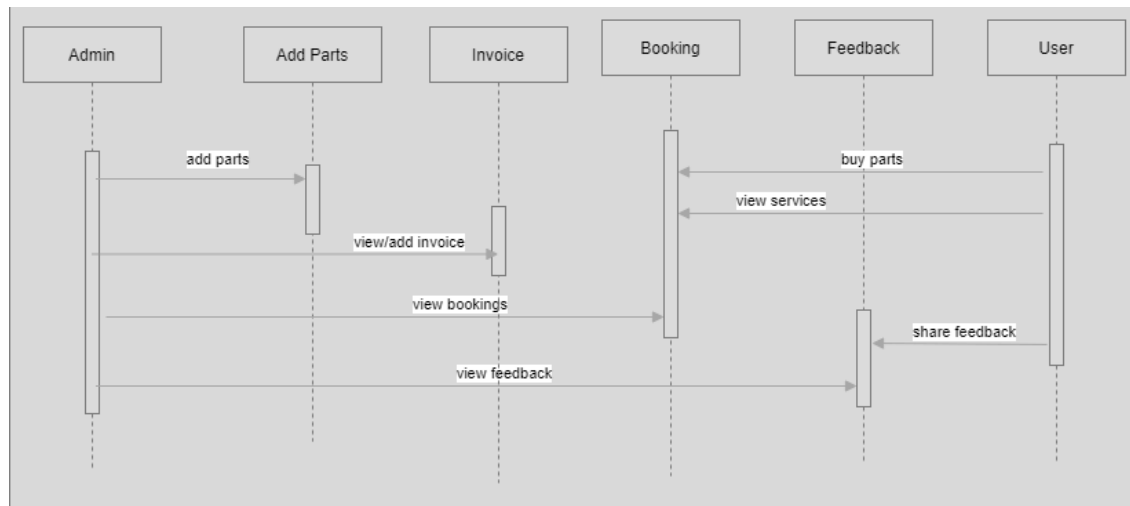 Admin
Add Parts
Invoice
Booking
Feedback
User
add parts
buy parts
view services
view/add invoice
view bookings
share feedback
view feedback